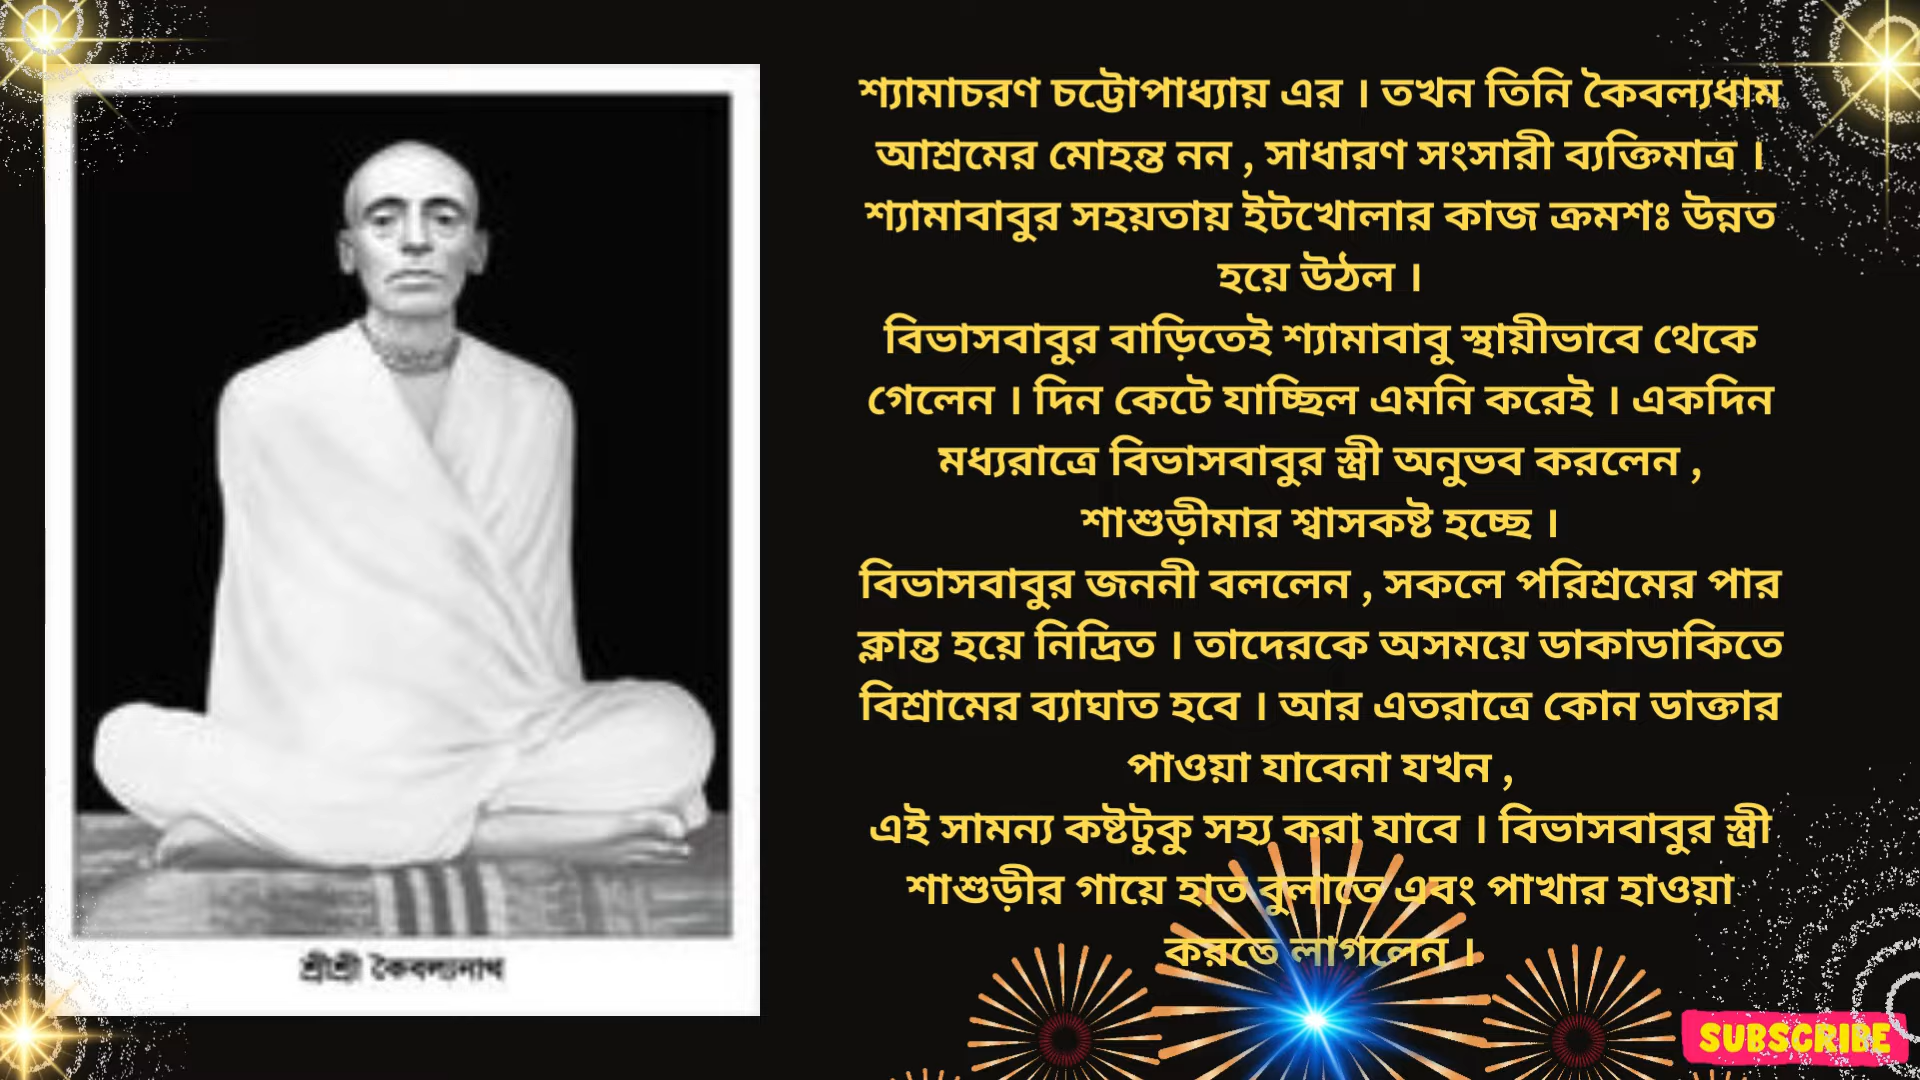 শ্যামাচরণ চট্টোপাধ্যায় এর । তখন তিনি কৈবল্যধাম
আশ্রমের মোহন্ত নন , সাধারণ সংসারী ব্যক্তিমাত্র ।
শ্যামাবাবুর সহয়তায় ইটখোলার কাজ ক্রমশঃ উন্নত
হয়ে উঠল ।
বিভাসবাবুর বাড়িতেই শ্যামাবাবু স্থায়ীভাবে থেকে
গেলেন । দিন কেটে যাচ্ছিল এমনি করেই । একদিন
মধ্যরাত্রে বিভাসবাবুর স্ত্রী অনুভব করলেন ,
শাশুড়ীমার শ্বাসকষ্ট হচ্ছে ।
বিভাসবাবুর জননী বললেন , সকলে পরিশ্রমের পার
ক্লান্ত হয়ে নিদ্রিত । তাদেরকে অসময়ে ডাকাডাকিতে
বিশ্রামের ব্যাঘাত হবে । আর এতরাত্রে কোন ডাক্তার
পাওয়া যাবেনা যখন ,
এই সামন্য কষ্টটুকু সহ্য করা যাবে । বিভাসবাবুর স্ত্রী
শাশুড়ীর গায়ে হাত বুলাতে এবং পাখার হাওয়া
করতে লাগলেন ।
শ্রীশ্রী কৈবল্যনাথ
SUBSCRIBE